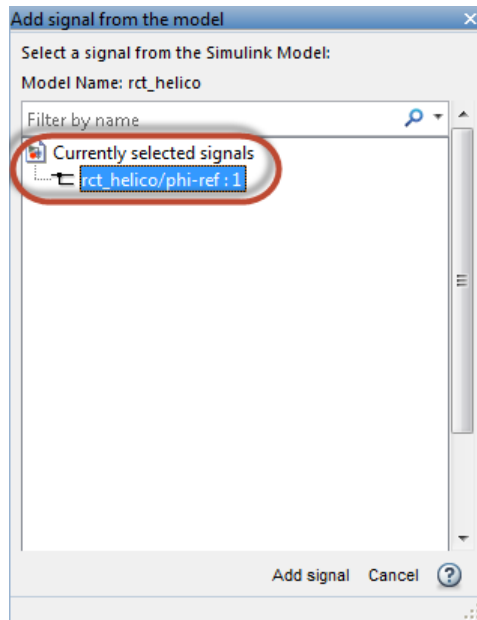 Add signal from the model
Select a signal from the Simulink Model:
Model Name: rct_helico
Filter by name
Currently selected signals
rct_helico/phi-ref : 1
Add signal Cancel ?